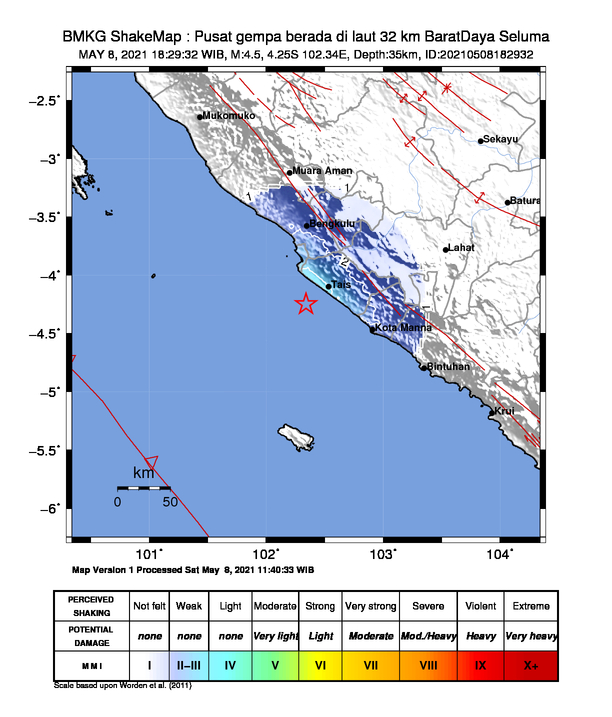 BMKG ShakeMap : Pusat gempa berada di laut 32 km BaratDaya Seluma
MAY 8, 2021 18:29:32 WIB, M:4.5, 4.25S 102.34E, Depth:35km, ID:20210508182932
-2.5°
Mukomuko
Sekayu
-3°
Muara Aman
1
1
Batura
-3.5°
Bengkulu
Lahat
2
-4°
Tais
1
-4.5°
Kota Manna
Bintuhan
-5°
Krui
-5.5°
km
0 50
-6°
101° 102° 103° 104°
Map Version 1 Processed Sat May 8, 2021 11:40:33 WIB
PERCEIVED SHAKING Not felt Weak Light Moderate Strong Very strong Severe Violent Extreme
POTENTIAL DAMAGE none none none Very light Light Moderate Mod./Heavy Heavy Very heavy
M M I I II-III IV V VI VII VIII IX X+
Scale based upon Worden et al. (2011)